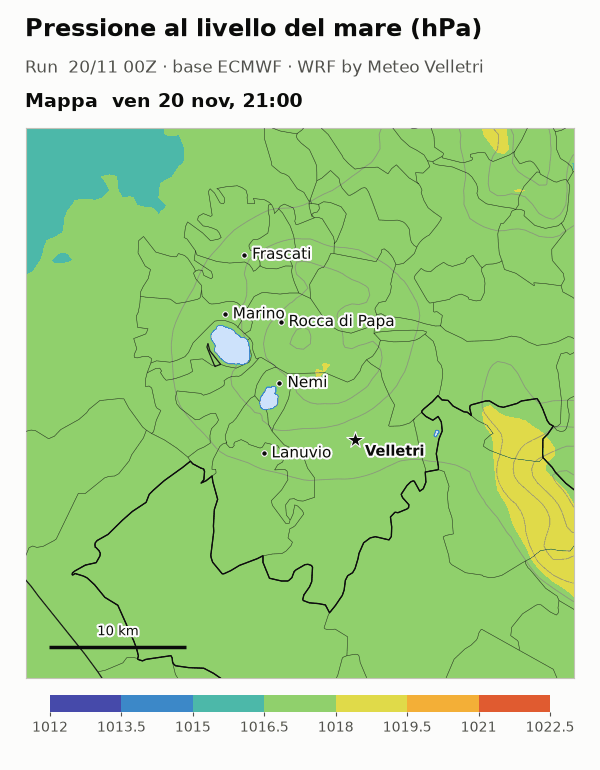 Pressione al livello del mare (hPa)
Run 20/11 00Z · base ECMWF · WRF by Meteo Velletri
Mappa ven 20 nov, 21:00
Frascati
Marino
Rocca di Papa
Nemi
Lanuvio
Velletri
10 km
1012 1013.5 1015 1016.5 1018 1019.5 1021 1022.5